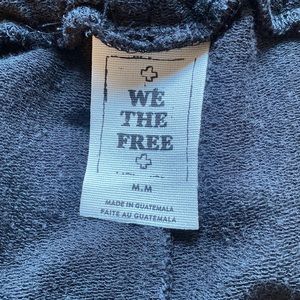 WE
THE
FREE
M.M
MADE IN GUATEMALA
FAITE AU GUATEMALA